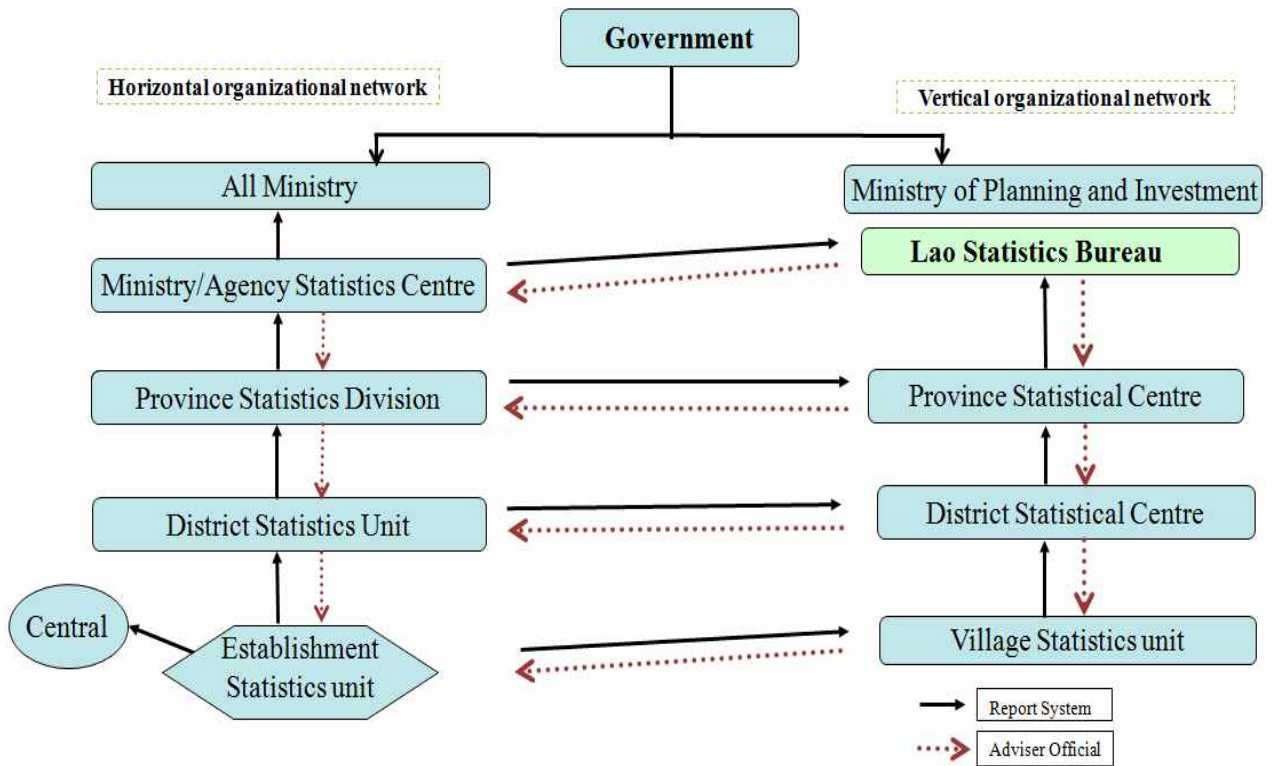 Government
Horizontal organizational network
Vertical organizational network
All Ministry
Ministry of Planning and Investment
Lao Statistics Bureau
Ministry/Agency Statistics Centre
Province Statistics Division
Province Statistical Centre
District Statistics Unit
District Statistical Centre
Central
Establishment
Statistics unit
Village Statistics unit
Report System
Adviser Official